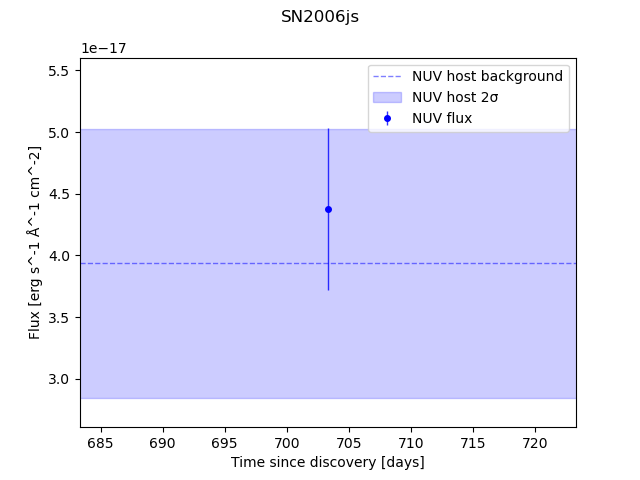 SN2006js
1e−17
5.5
5.0
4.5
4.0
3.5
3.0
Flux [erg s^-1 Å^-1 cm^-2]
NUV host background
NUV host 2σ
NUV flux
685 690 695 700 705 710 715 720
Time since discovery [days]